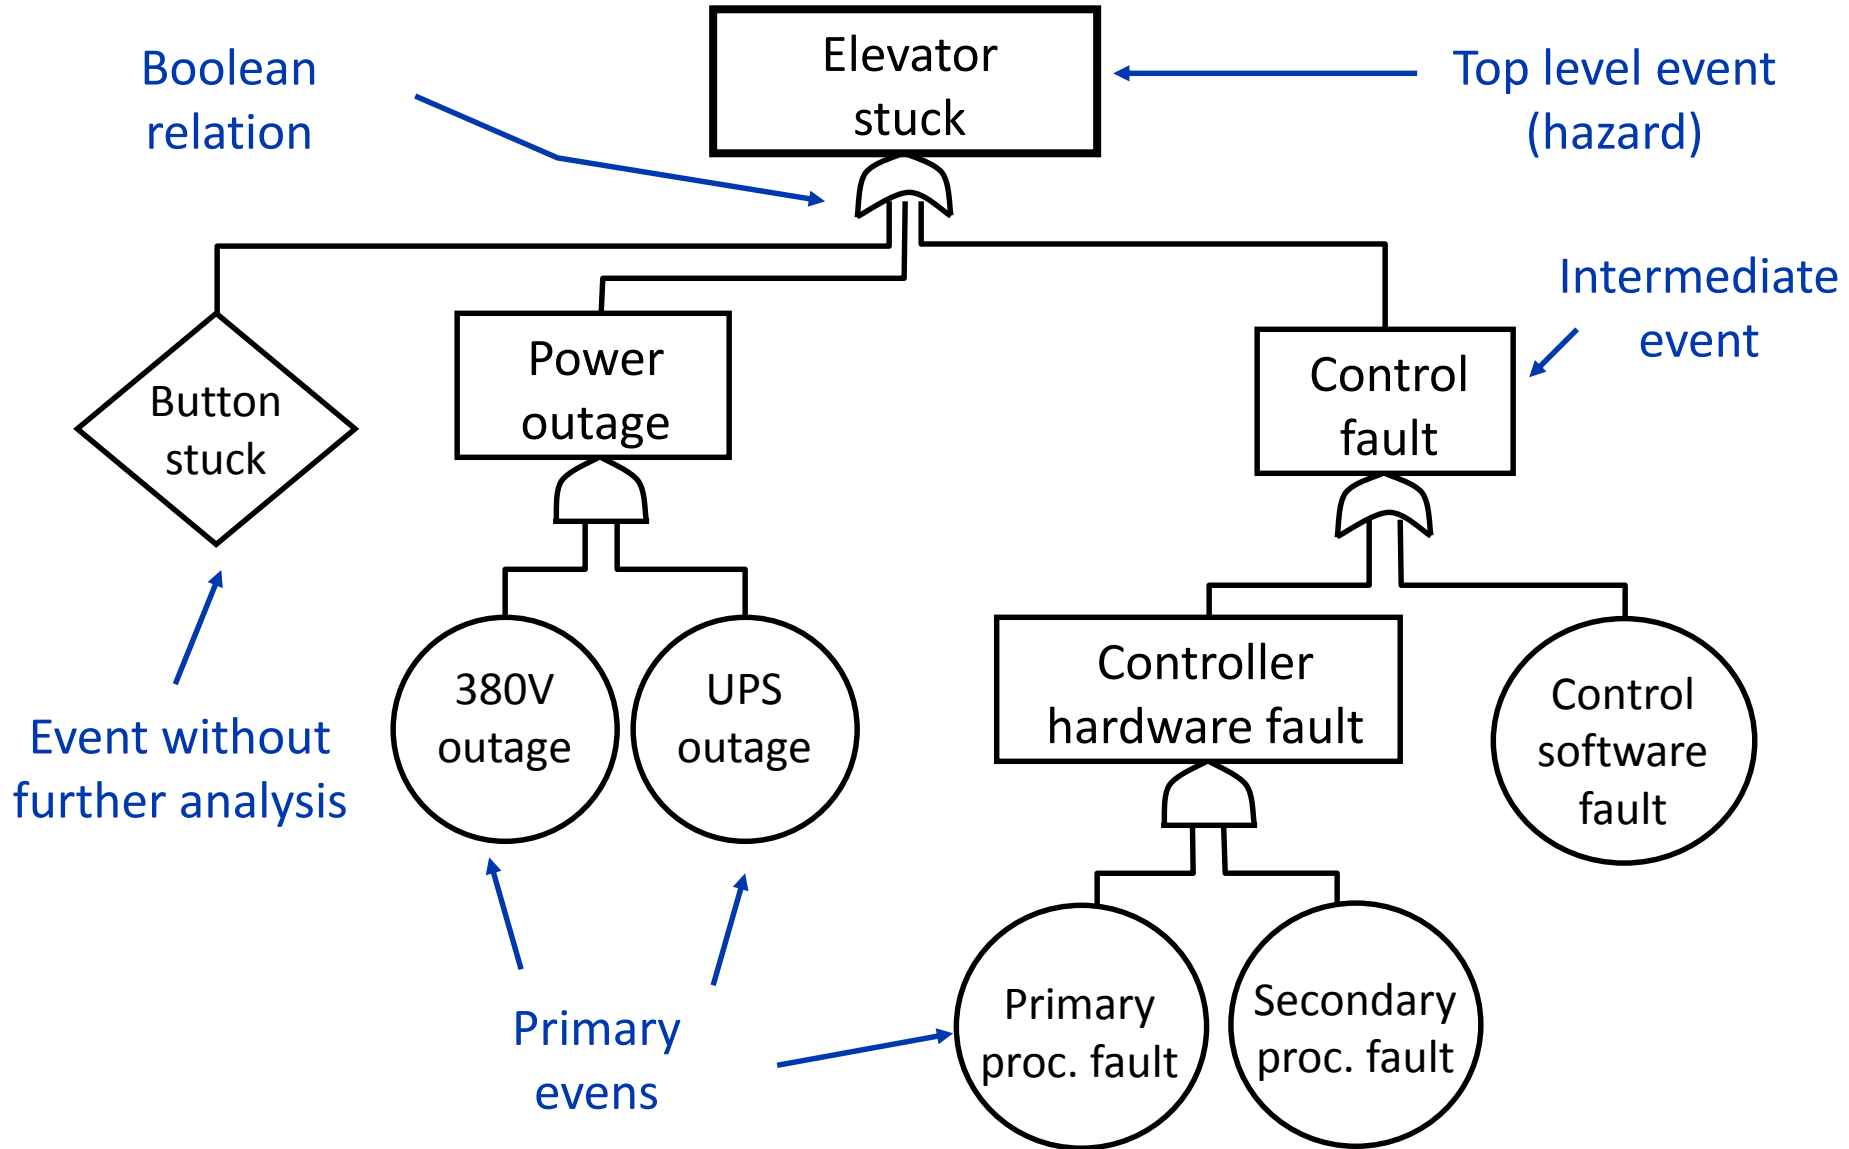 Elevator
stuck
Boolean
relation
Top level event
(hazard)
Intermediate
event
Button
stuck
Power
outage
Control
fault
380V
outage
UPS
outage
Controller
hardware fault
Control
software
fault
Event without
further analysis
Primary
evens
Primary
proc. fault
Secondary
proc. fault